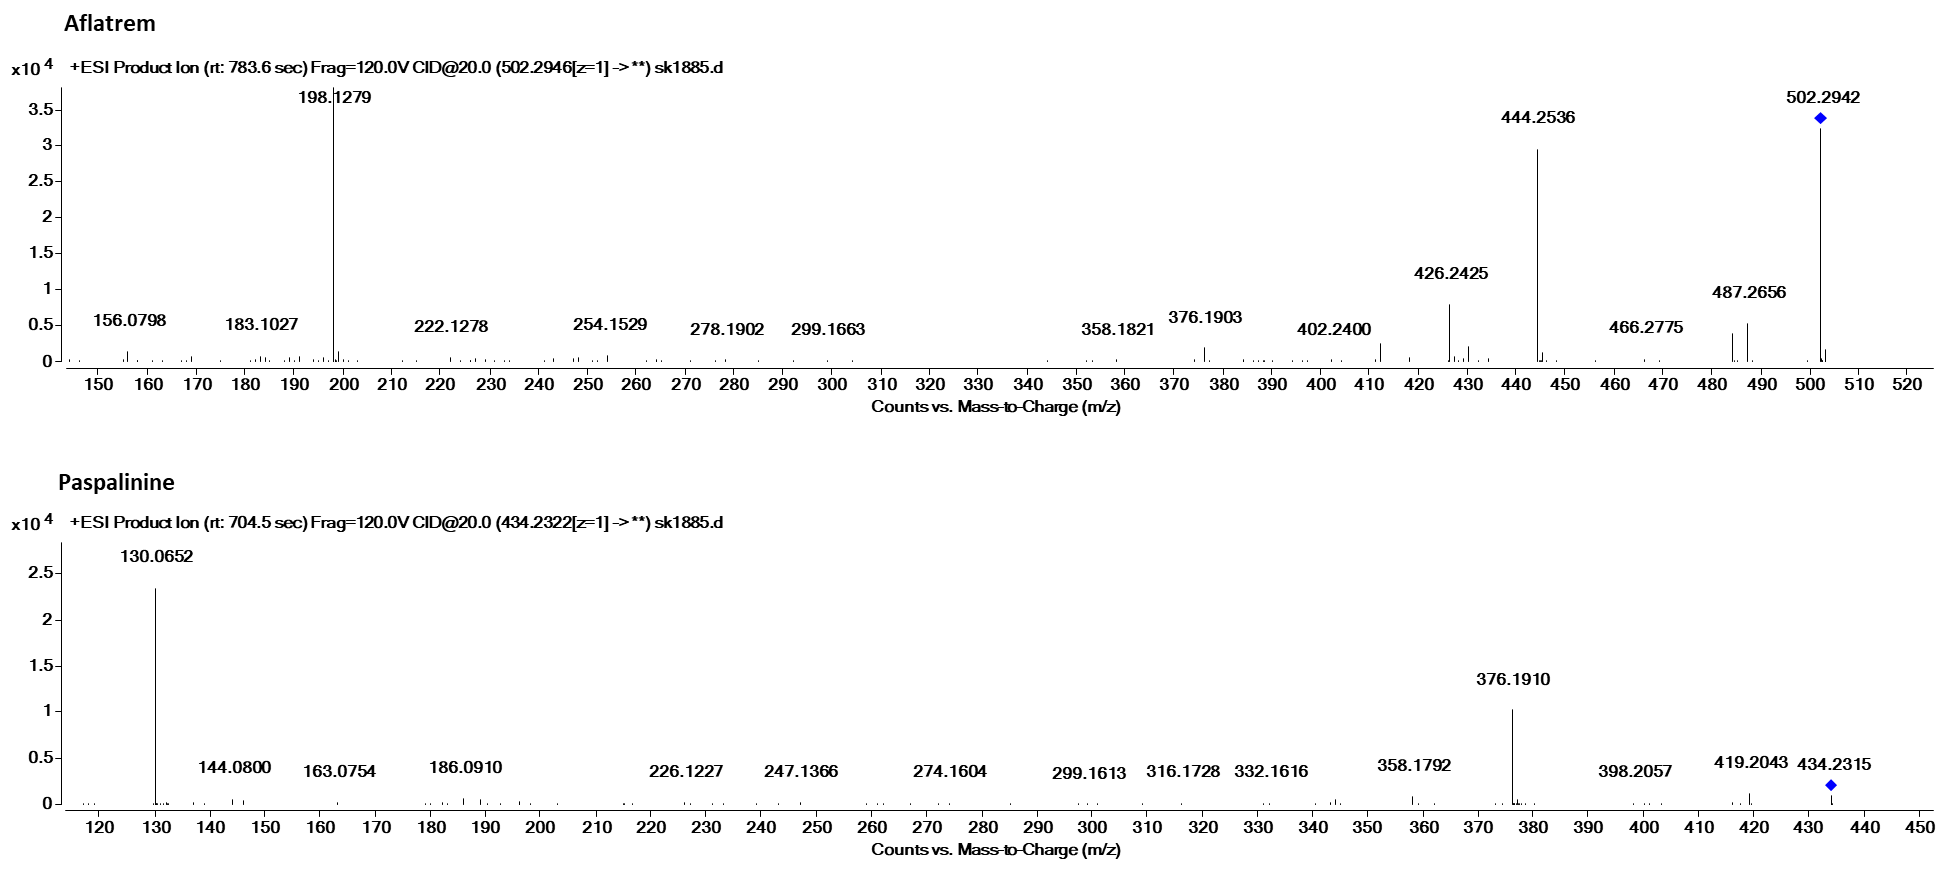 Aflatrem
x10 4 +ESI Product Ion (rt: 783.6 sec) Frag=120.0V CID@20.0 (502.2946[z=1] -> **) sk1885.d
198.1279 502.2942
3.5
444.2536
3
2.5
2
1.5
426.2425
1
487.2656
0.5 156.0798 183.1027 222.1278 254.1529 278.1902 299.1663 358.1821 376.1903 402.2400 466.2775
0
150 160 170 180 190 200 210 220 230 240 250 260 270 280 290 300 310 320 330 340 350 360 370 380 390 400 410 420 430 440 450 460 470 480 490 500 510 520
Counts vs. Mass-to-Charge (m/z)
Paspalinine
x10 4 +ESI Product Ion (rt: 704.5 sec) Frag=120.0V CID@20.0 (434.2322[z=1] -> **) sk1885.d
130.0652
2.5
2
1.5
376.1910
1
0.5 144.0800 163.0754 186.0910 226.1227 247.1366 274.1604 299.1613 316.1728 332.1616 358.1792 398.2057 419.2043 434.2315
0
120 130 140 150 160 170 180 190 200 210 220 230 240 250 260 270 280 290 300 310 320 330 340 350 360 370 380 390 400 410 420 430 440 450
Counts vs. Mass-to-Charge (m/z)